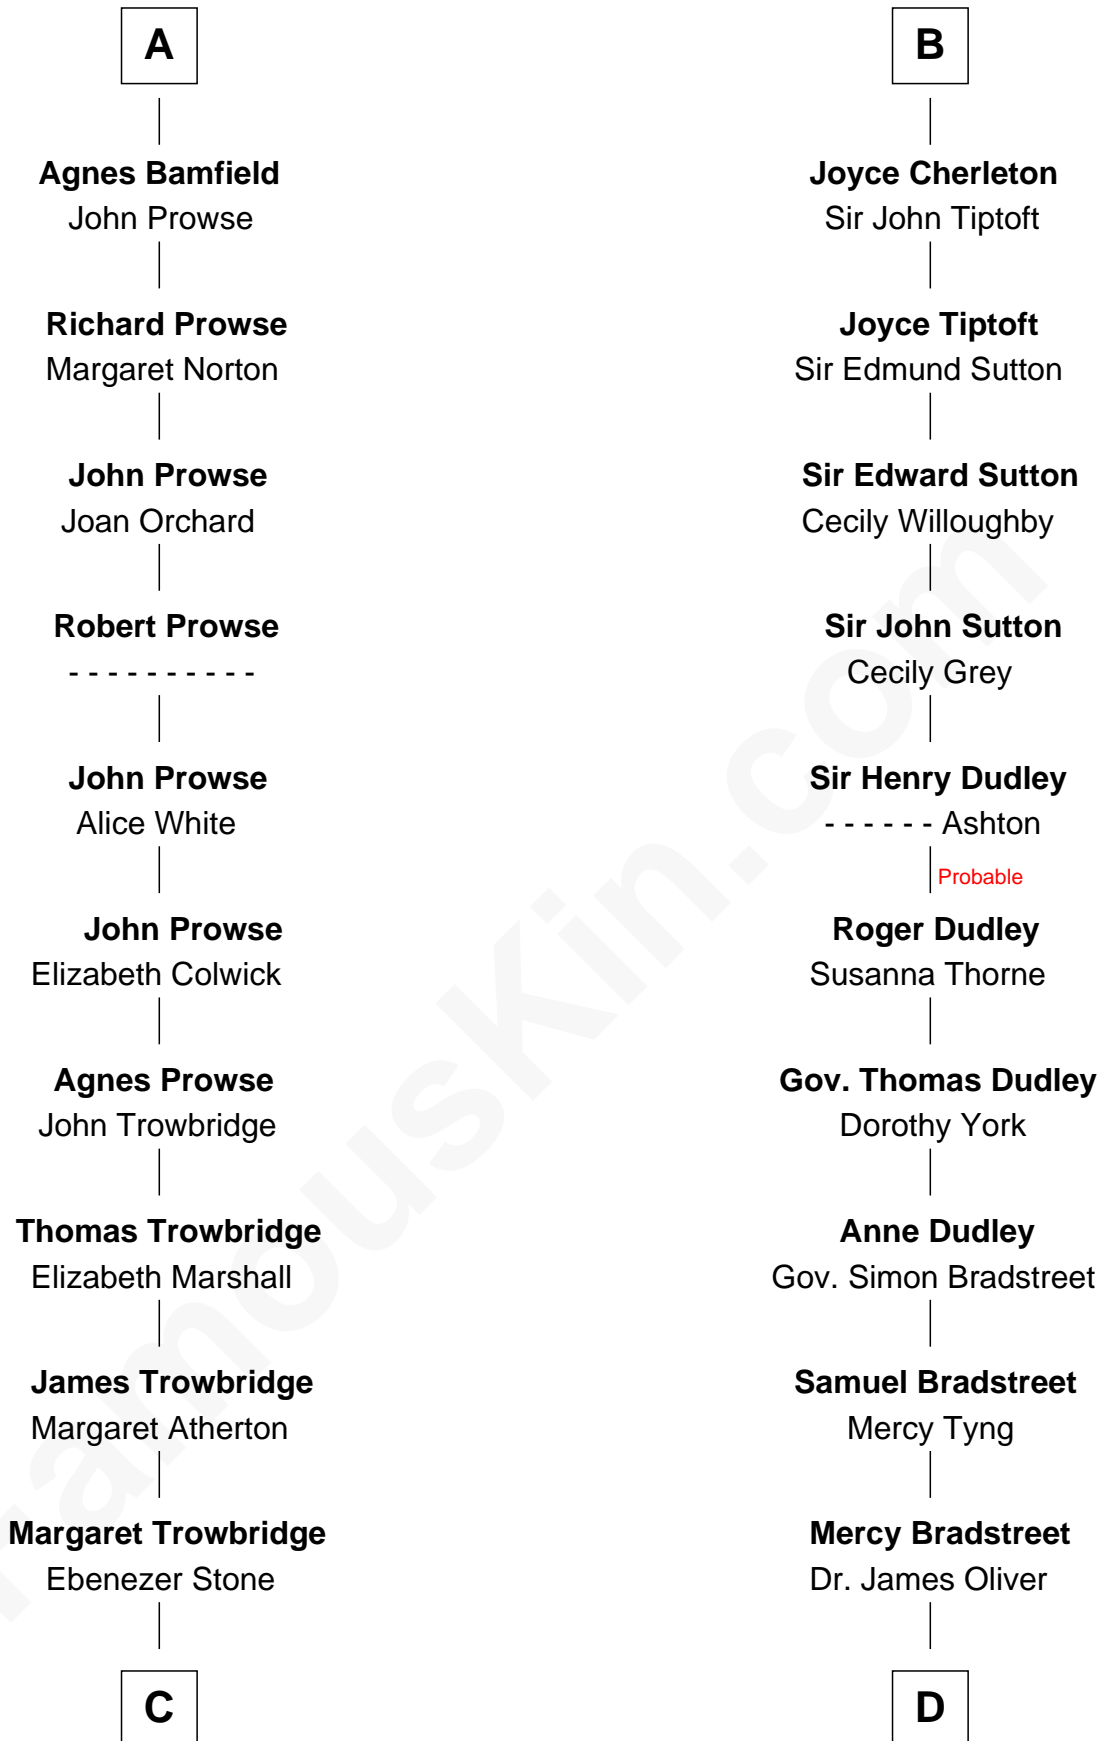 A
Agnes Bamfield
John Prowse
Richard Prowse
Margaret Norton
John Prowse
Joan Orchard
Robert Prowse
- - - - - - - - - -
John Prowse
Alice White
John Prowse
Elizabeth Colwick
Agnes Prowse
John Trowbridge
Thomas Trowbridge
Elizabeth Marshall
James Trowbridge
Margaret Atherton
Margaret Trowbridge
Ebenezer Stone
C
B
Joyce Cherleton
Sir John Tiptoft
Joyce Tiptoft
Sir Edmund Sutton
Sir Edward Sutton
Cecily Willoughby
Sir John Sutton
Cecily Grey
Sir Henry Dudley
- - - - - - Ashton
Probable
Roger Dudley
Susanna Thorne
Gov. Thomas Dudley
Dorothy York
Anne Dudley
Gov. Simon Bradstreet
Samuel Bradstreet
Mercy Tyng
Mercy Bradstreet
Dr. James Oliver
D
FamousKin.com